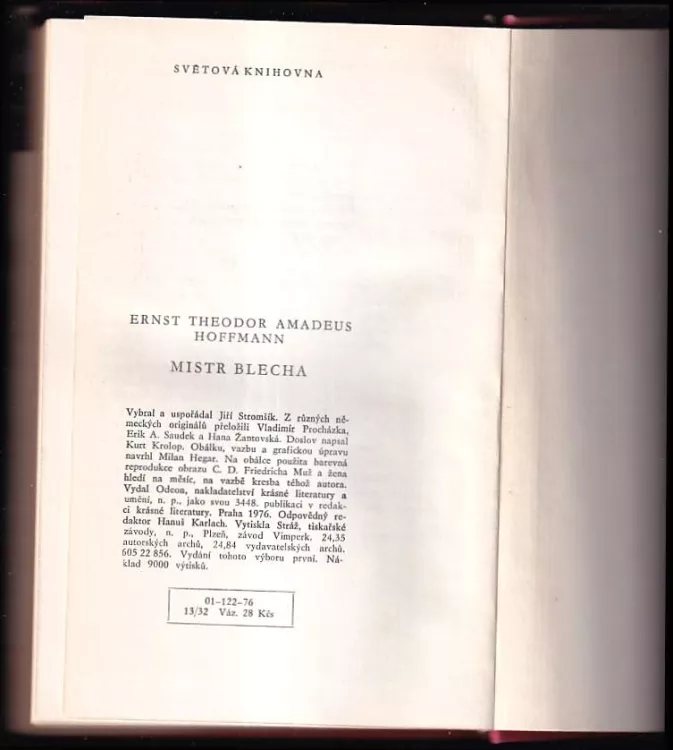 SVĚTOVÁ KNIHOVNA
ERNST THEODOR AMADEUS
HOFFMANN
MISTR BLECHA
Vybral a uspořádal Jiří Stromšík. Z různých ně-
meckých originálů přeložili Vladimír Procházka,
Erik A. Saudek a Hana Žantovská. Doslov napsal
Kurt Krolop. Obálku, vazbu a grafickou úpravu
navrhl Milan Hegar. Na obálce použita barevná
reprodukce obrazu C. D. Friedricha Muž a žena
hledí na měsíc, na vazbě kresba téhož autora.
Vydal Odeon, nakladatelství krásné literatury a
umění, n. p., jako svou 3448. publikaci v redak-
ci krásné literatury. Praha 1976. Odpovědný re-
daktor Hanuš Karlach. Vytiskla Stráž, tiskařské
závody, n. p., Plzeň, závod Vimperk. 24,35
autorských archů, 24,84 vydavatelských archů.
605 22 856. Vydání tohoto výboru první. Ná-
klad 9000 výtisků.
01–122–76
13/32 Váz. 28 Kčs